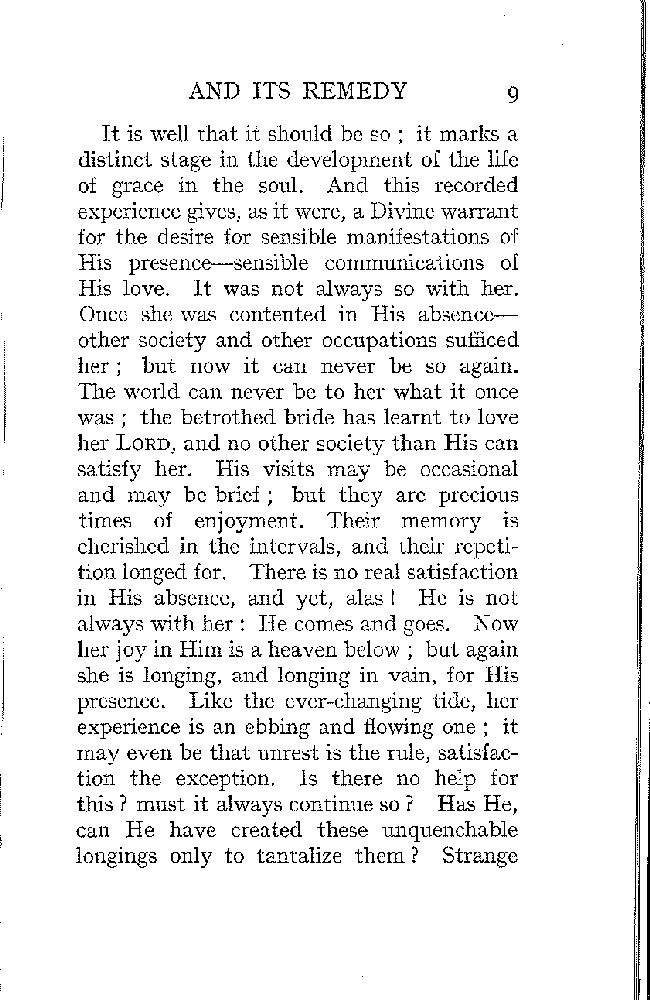 AND ITS REMEDY 9
It is well that it should be so ; it marks a
distinct stage in the development of the life
of grace in the soul. And this recorded
experience gives, as it were, a Divine warrant
for the desire for sensible manifestations of
His presence—sensible communications of
His love. It was not always so with her.
Once she was contented in His absence—
other society and other occupations sufficed
her ; but now it can never be so again.
The world can never be to her what it once
was ; the betrothed bride has learnt to love
her LORD, and no other society than His can
satisfy her. His visits may be occasional
and may be brief ; but they are precious
times of enjoyment. Their memory is
cherished in the intervals, and their repeti-
tion longed for. There is no real satisfaction
in His absence, and yet, alas ! He is not
always with her : He comes and goes. Now
her joy in Him is a heaven below ; but again
she is longing, and longing in vain, for His
presence. Like the ever-changing tide, her
experience is an ebbing and flowing one ; it
may even be that unrest is the rule, satisfac-
tion the exception. Is there no help for
this ? must it always continue so ? Has He,
can He have created these unquenchable
longings only to tantalize them ? Strange